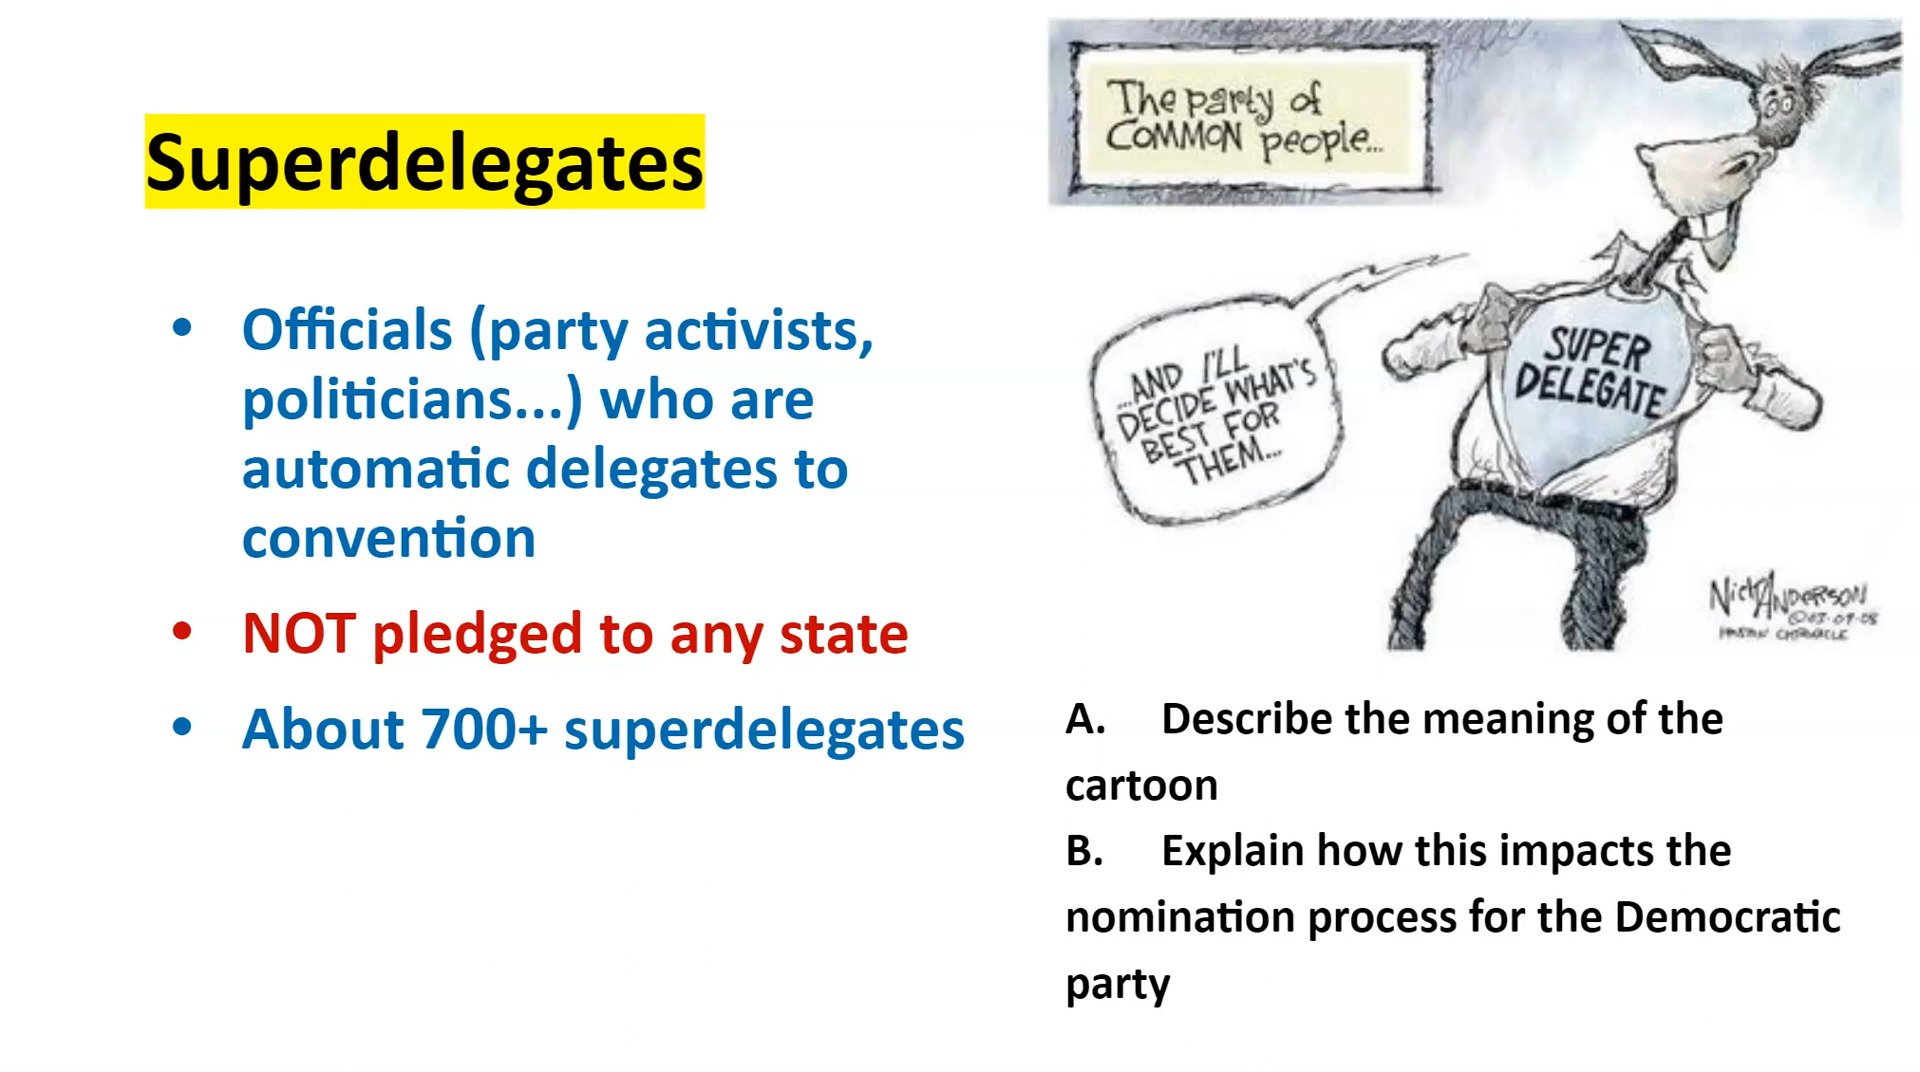 Superdelegates
• Officials (party activists,
politicians...) who are
automatic delegates to
convention
• NOT pledged to any state
• About 700+ superdelegates
The party of
COMMON people...
...AND I'LL
DECIDE WHAT'S
BEST FOR
THEM...
SUPER
DELEGATE
Nick Anderson
HOUSTON CHRONICLE
A. Describe the meaning of the
cartoon
B. Explain how this impacts the
nomination process for the Democratic
party